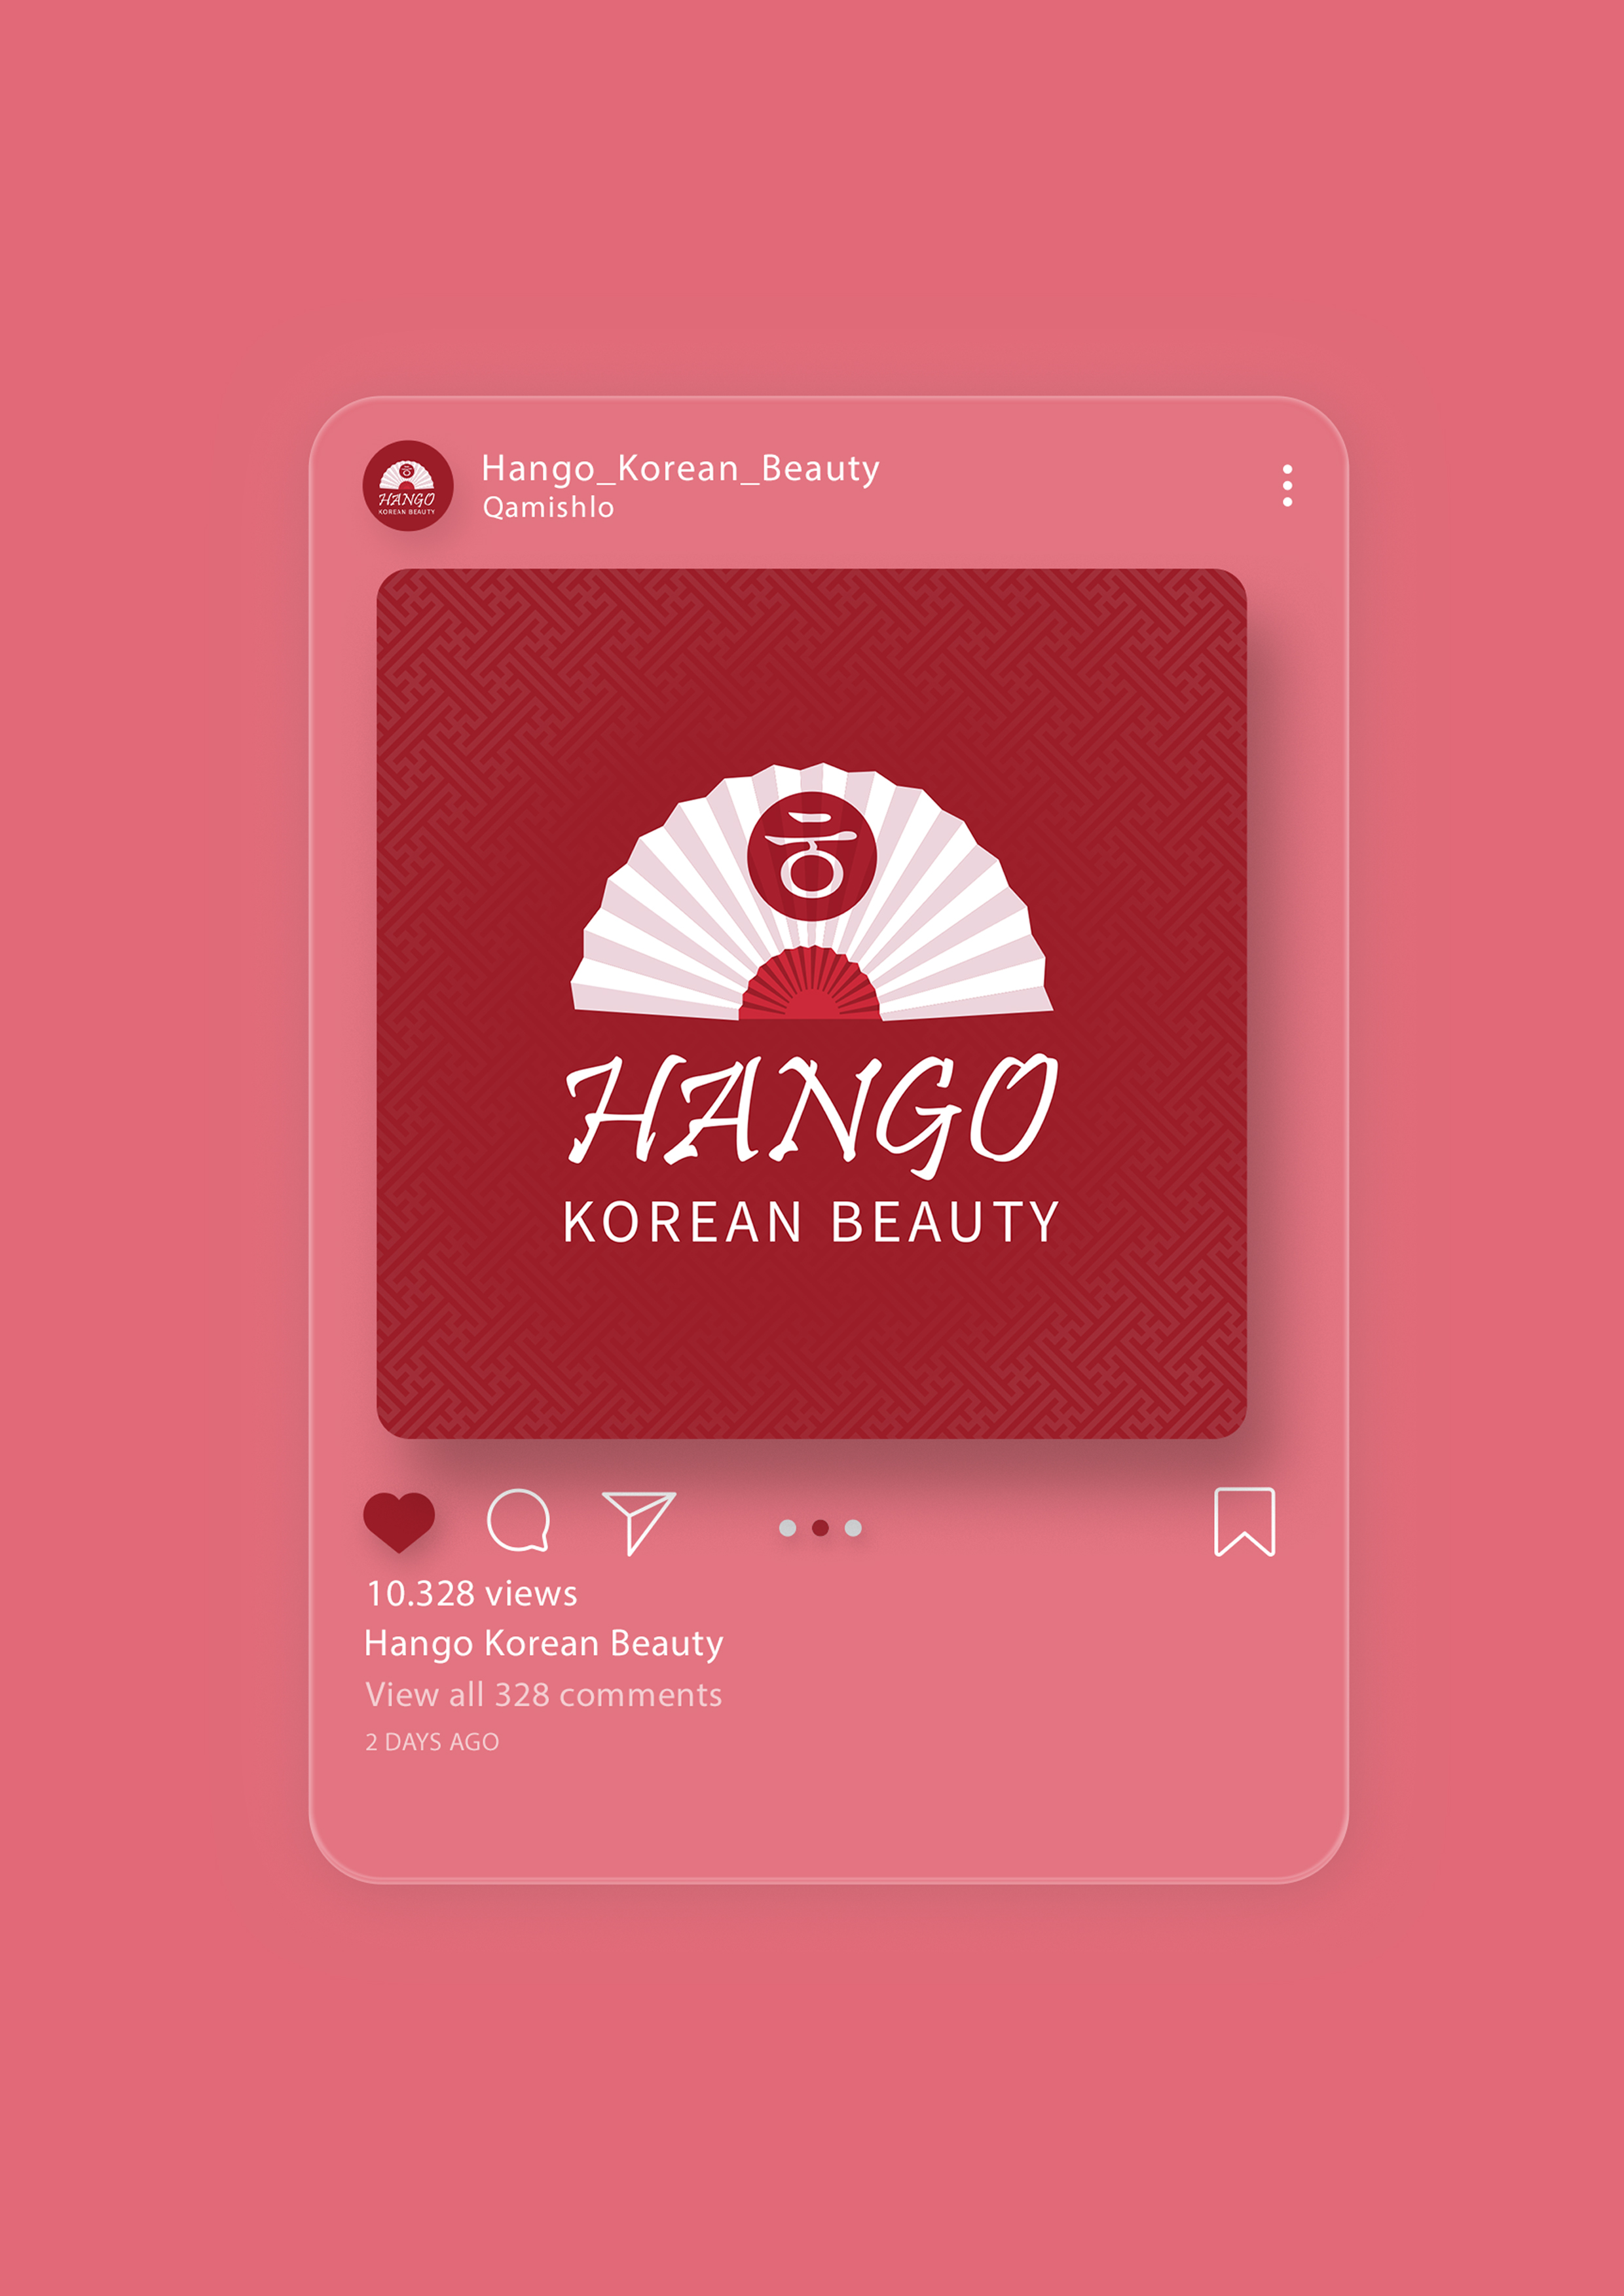 HANGO
KOREAN BEAUTY
Hango_Korean_Beauty
Qamishlo
ㅎ
HANGO
KOREAN BEAUTY
10.328 views
Hango Korean Beauty
View all 328 comments
2 DAYS AGO